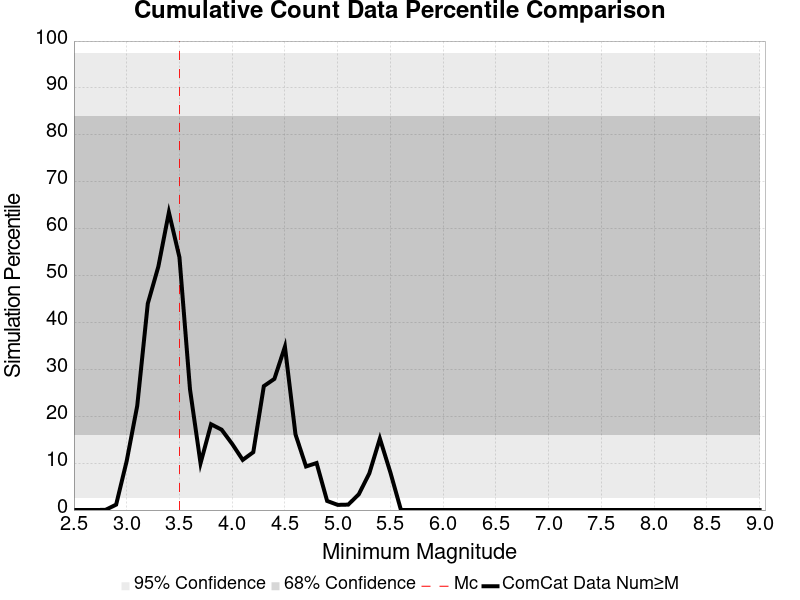 Cumulative Count Data Percentile Comparison
100
90
80
70
60
50
40
30
20
10
0
Simulation Percentile
2.5 3.0 3.5 4.0 4.5 5.0 5.5 6.0 6.5 7.0 7.5 8.0 8.5 9.0
Minimum Magnitude
95% Confidence 68% Confidence Mc ComCat Data Num≥M